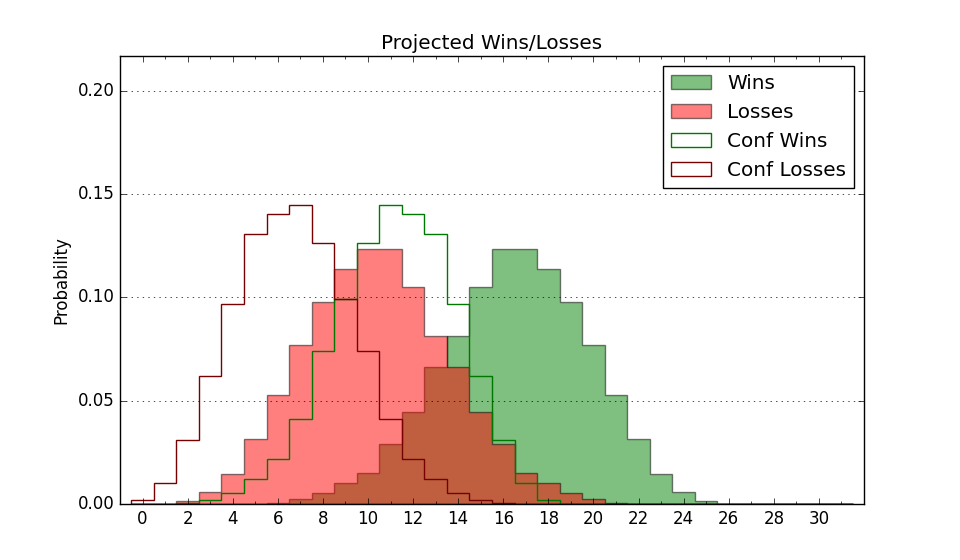 Projected Wins/Losses
Wins
Losses
Conf Wins
Conf Losses
Probability
0.20
0.15
0.10
0.05
0.00
0 2 4 6 8 10 12 14 16 18 20 22 24 26 28 30